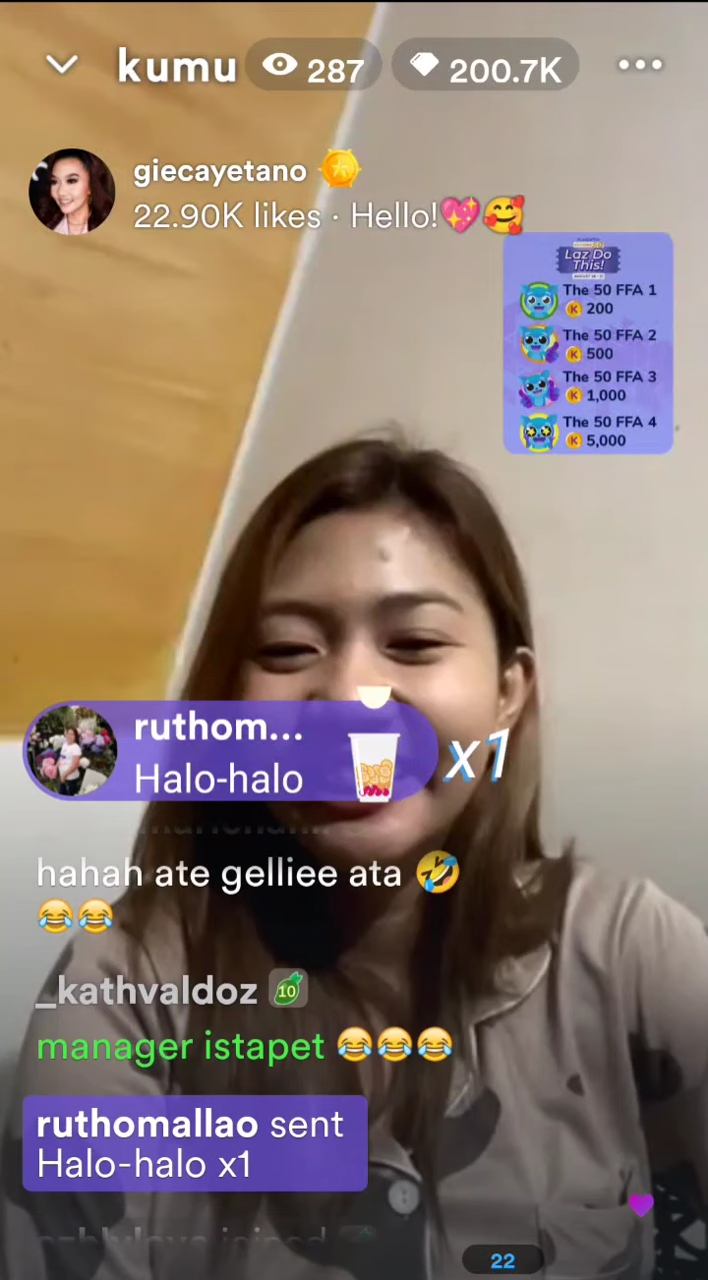 kumu 287 200.7K
giecayetano
22.90K likes · Hello!💖🥰
Laz Do
This!
The 50 FFA 1
K 200
The 50 FFA 2
K 500
The 50 FFA 3
K 1,000
The 50 FFA 4
K 5,000
ruthom...
Halo-halo
x1
hahah ate gelliee ata 🤣
😂😂
_kathvaldoz 10
manager istapet 😂😂😂
ruthomallao sent
Halo-halo x1
joined
22